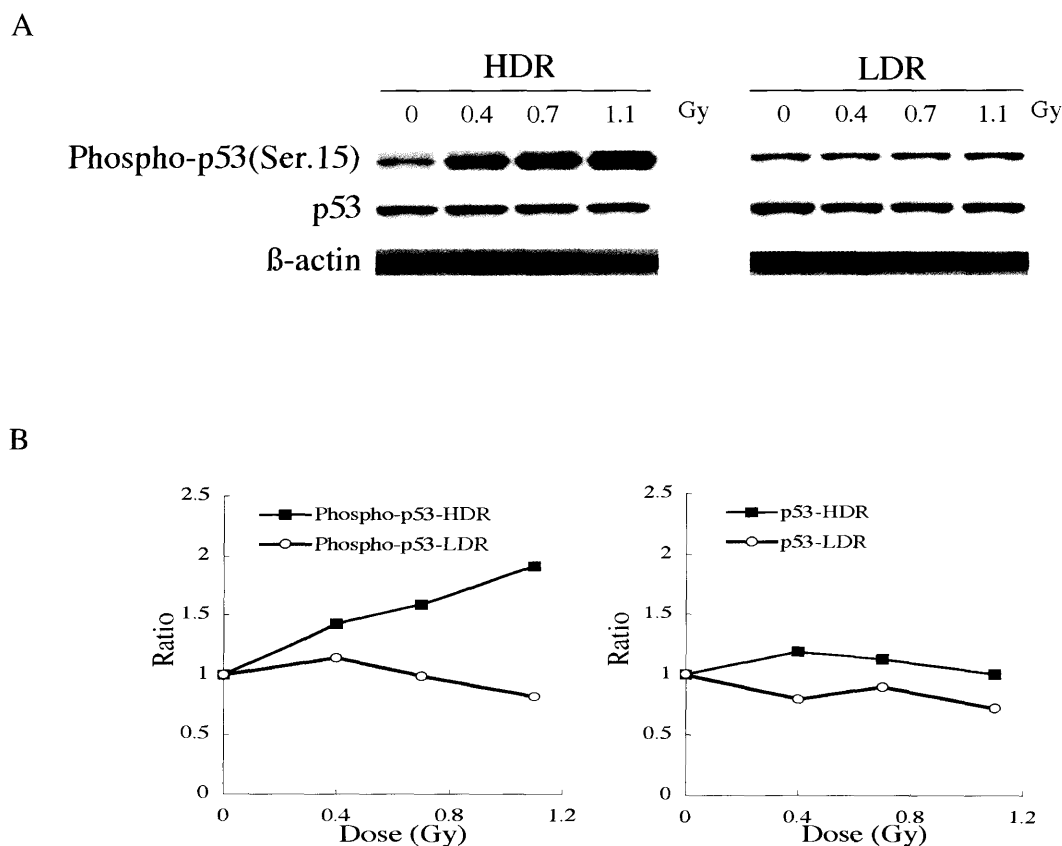 A
HDR
LDR
0 0.4 0.7 1.1 Gy
0 0.4 0.7 1.1 Gy
Phospho-p53(Ser.15)
p53
ß-actin
B
2.5
2
1.5
1
0.5
0
Ratio
Phospho-p53-HDR
Phospho-p53-LDR
0 0.4 0.8 1.2
Dose (Gy)
2.5
2
1.5
1
0.5
0
Ratio
p53-HDR
p53-LDR
0 0.4 0.8 1.2
Dose (Gy)